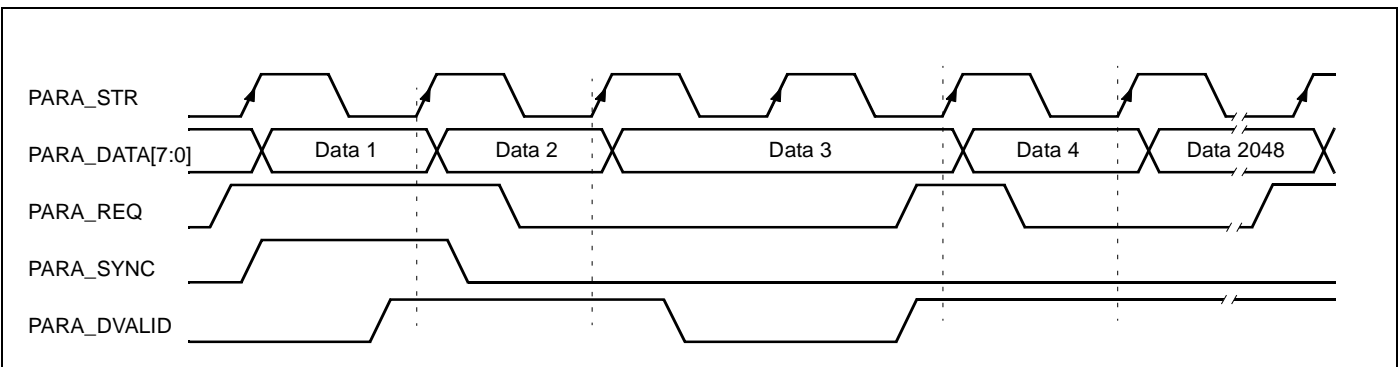 PARA_STR
PARA_DATA[7:0] Data 1 Data 2 Data 3 Data 4 Data 2048
PARA_REQ
PARA_SYNC
PARA_DVALID